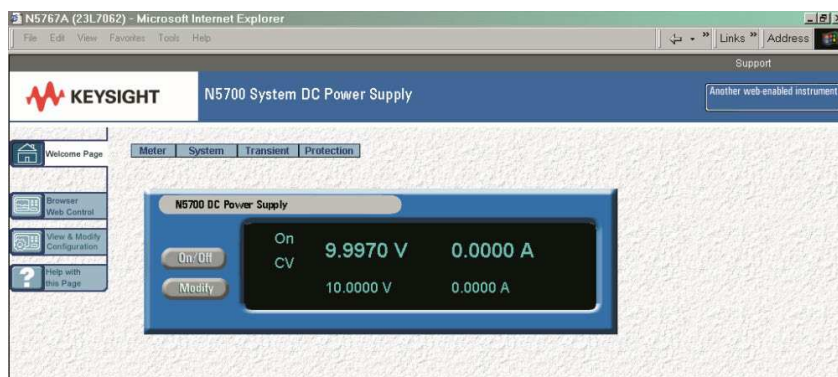 N5767A (23L7062) - Microsoft Internet Explorer
File Edit View Favorites Tools Help
Links » Address
Support
KEYSIGHT
N5700 System DC Power Supply
Another web-enabled instrument
Welcome Page
Meter System Transient Protection
Browser
Web Control
View & Modify
Configuration
Help with
this Page
N5700 DC Power Supply
On/Off
Modify
On
CV
9.9970 V 0.0000 A
10.0000 V 0.0000 A